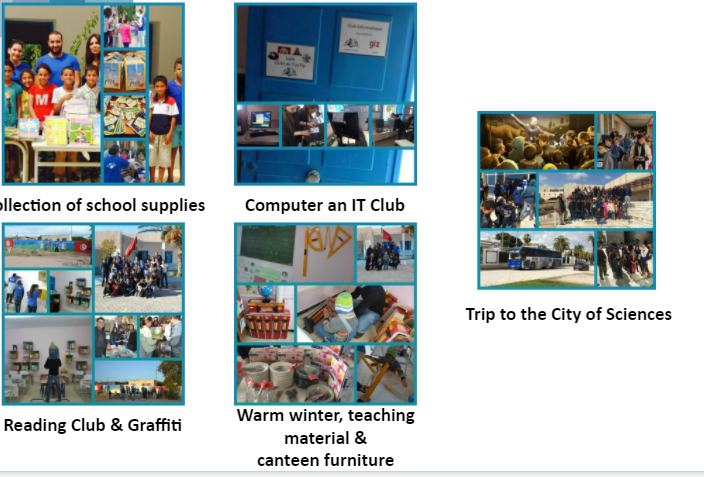 ollection of school supplies
Computer an IT Club
Trip to the City of Sciences
Reading Club & Graffiti
Warm winter, teaching
material &
canteen furniture
giz